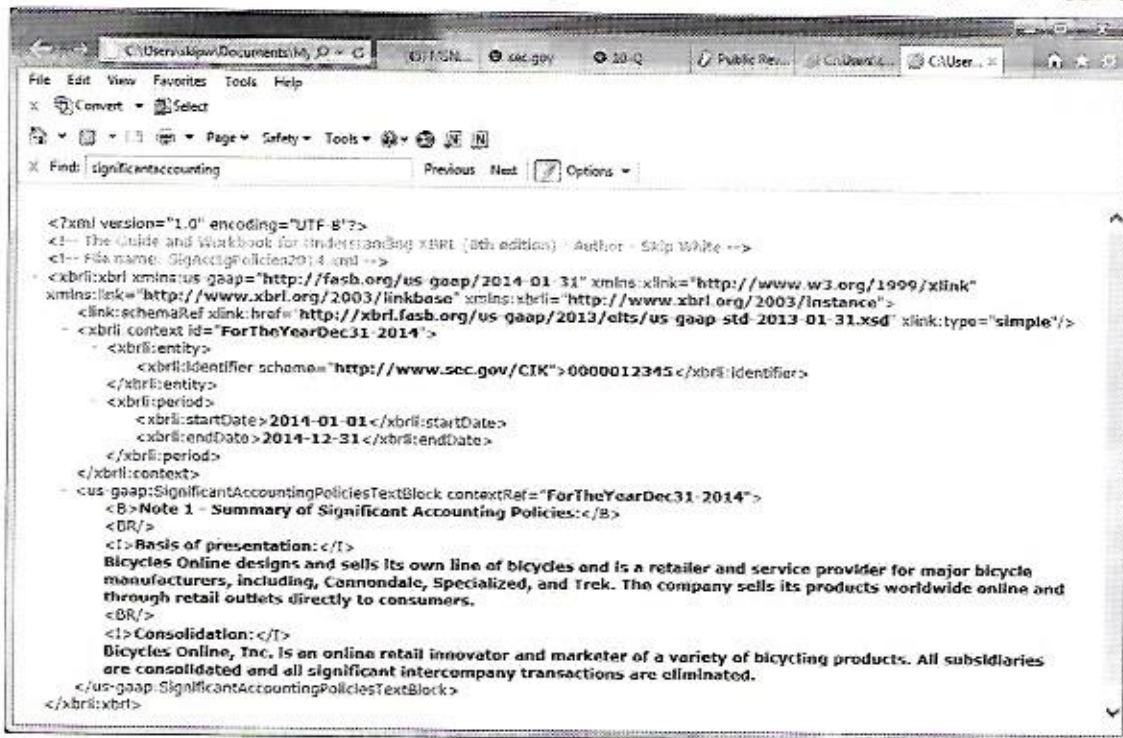 C:\Users\skipw\Documents\My
sec.gov
10-Q
Public Rev...
C:\User...
File Edit View Favorites Tools Help
x Convert Select
Page Safety Tools
X Find: significantaccounting Previous Next Options
<?xml version="1.0" encoding="UTF-8"?>
<!-- The Guide and Workbook for Understanding XBRL (8th edition) - Author - Skip White -->
<!-- File name: SigAcctgPolicies2014.xml -->
- <xbrli:xbrl xmlns:us-gaap="http://fasb.org/us-gaap/2014-01-31" xmlns:xlink="http://www.w3.org/1999/xlink"
xmlns:link="http://www.xbrl.org/2003/linkbase" xmlns:xbrli="http://www.xbrl.org/2003/instance">
<link:schemaRef xlink:href="http://xbrl.fasb.org/us-gaap/2013/elts/us-gaap-std-2013-01-31.xsd" xlink:type="simple"/>
- <xbrli:context id="ForTheYearDec31-2014">
- <xbrli:entity>
<xbrli:identifier scheme="http://www.sec.gov/CIK">0000012345</xbrli:identifier>
</xbrli:entity>
- <xbrli:period>
<xbrli:startDate>2014-01-01</xbrli:startDate>
<xbrli:endDate>2014-12-31</xbrli:endDate>
</xbrli:period>
</xbrli:context>
- <us-gaap:SignificantAccountingPoliciesTextBlock contextRef="ForTheYearDec31-2014">
<B>Note 1 - Summary of Significant Accounting Policies:</B>
<BR/>
<I>Basis of presentation:</I>
Bicycles Online designs and sells its own line of bicycles and is a retailer and service provider for major bicycle
manufacturers, including, Cannondale, Specialized, and Trek. The company sells its products worldwide online and
through retail outlets directly to consumers.
<BR/>
<I>Consolidation:</I>
Bicycles Online, Inc. is an online retail innovator and marketer of a variety of bicycling products. All subsidiaries
are consolidated and all significant intercompany transactions are eliminated.
</us-gaap:SignificantAccountingPoliciesTextBlock>
</xbrli:xbrl>